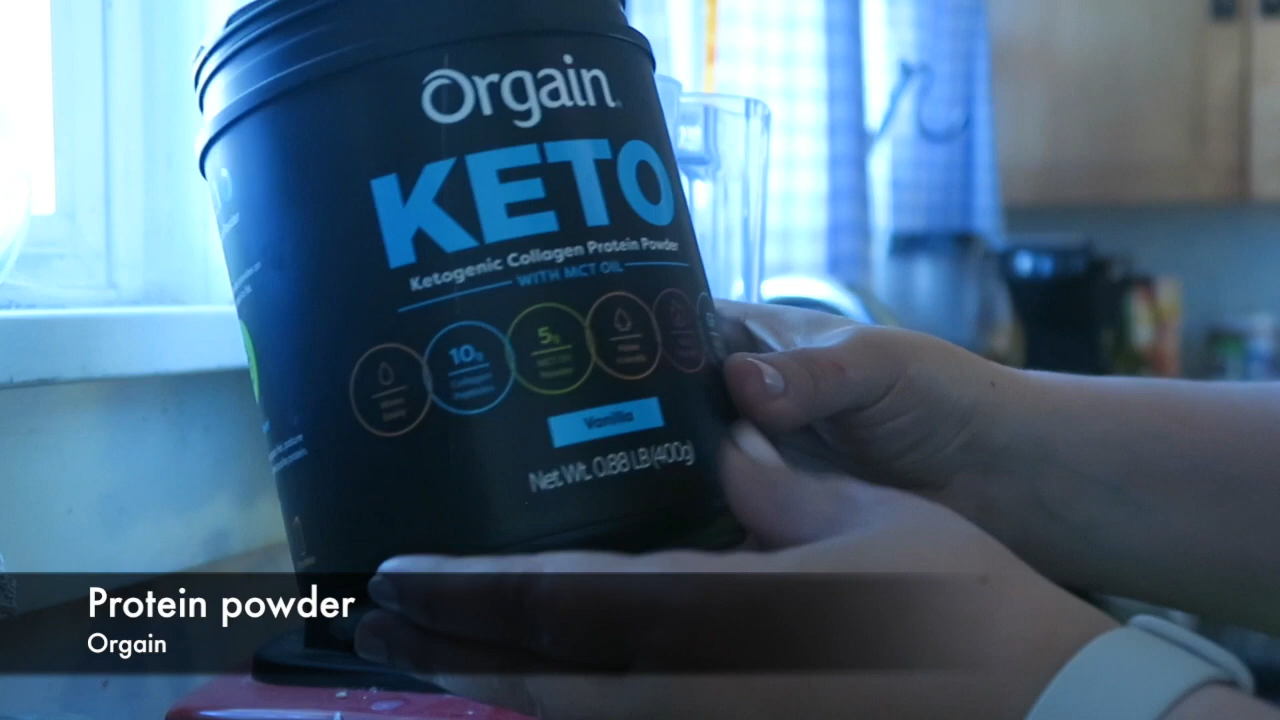 Orgain
KETO
Ketogenic Collagen Protein Powder
WITH MCT OIL
10g
5g
Vanilla
Net Wt. 0.88 LB (400g)
Protein powder
Orgain